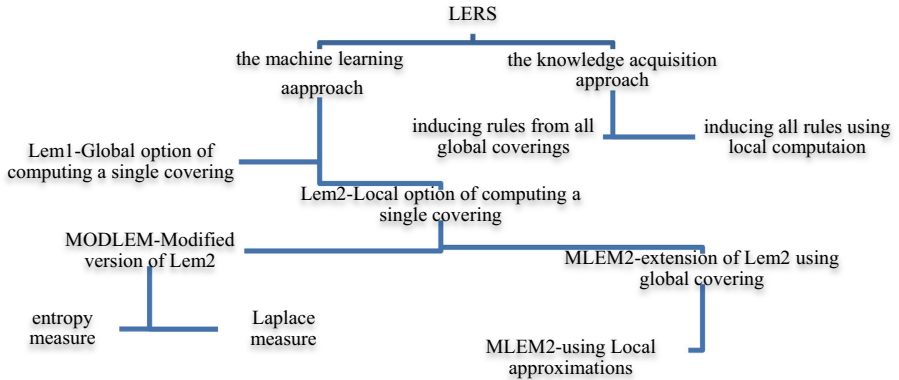 LERS
the machine learning
aapproach
the knowledge acquisition
approach
inducing rules from all
global coverings
inducing all rules using
local computaion
Lem1-Global option of
computing a single covering
Lem2-Local option of computing a
single covering
MODLEM-Modified
version of Lem2
MLEM2-extension of Lem2 using
global covering
entropy
measure
Laplace
measure
MLEM2-using Local
approximations